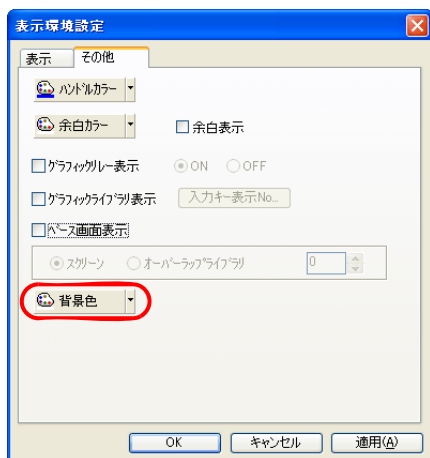 表示環境設定
表示 その他
ハンドルカラー
余白カラー 余白表示
グラフィックリレー表示 ON OFF
グラフィックライブラリ表示 入力キー表示No...
ベース画面表示
スクリーン オーバーラップライブラリ 0
背景色
OK キャンセル 適用(A)